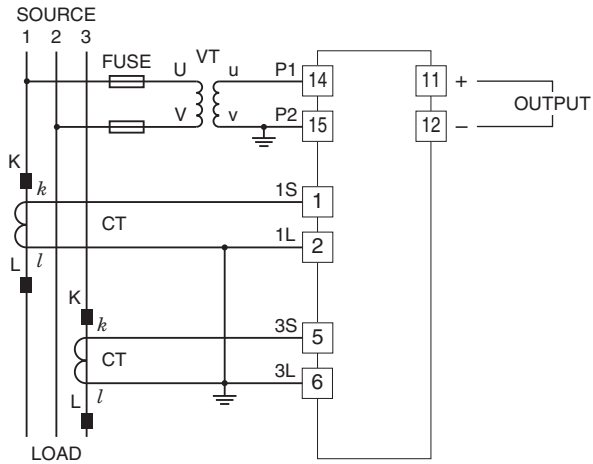 SOURCE
1 2 3
FUSE
VT
U u P1 14
11 +
OUTPUT
V v P2 15
12 −
K
k
1S 1
CT
1L 2
L l
K
k
3S 5
CT
3L 6
L l
LOAD